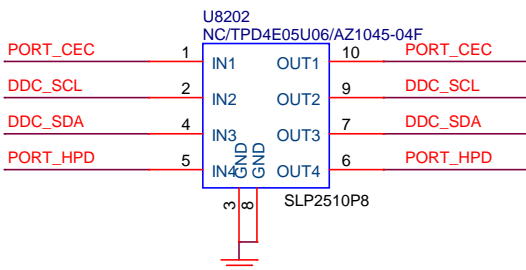 U8202
NC/TPD4E05U06/AZ1045-04F
PORT_CEC 1 IN1 OUT1 10 PORT_CEC
DDC_SCL 2 IN2 OUT2 9 DDC_SCL
DDC_SDA 4 IN3 OUT3 7 DDC_SDA
PORT_HPD 5 IN4 OUT4 6 PORT_HPD
GND
GND
3
8
SLP2510P8